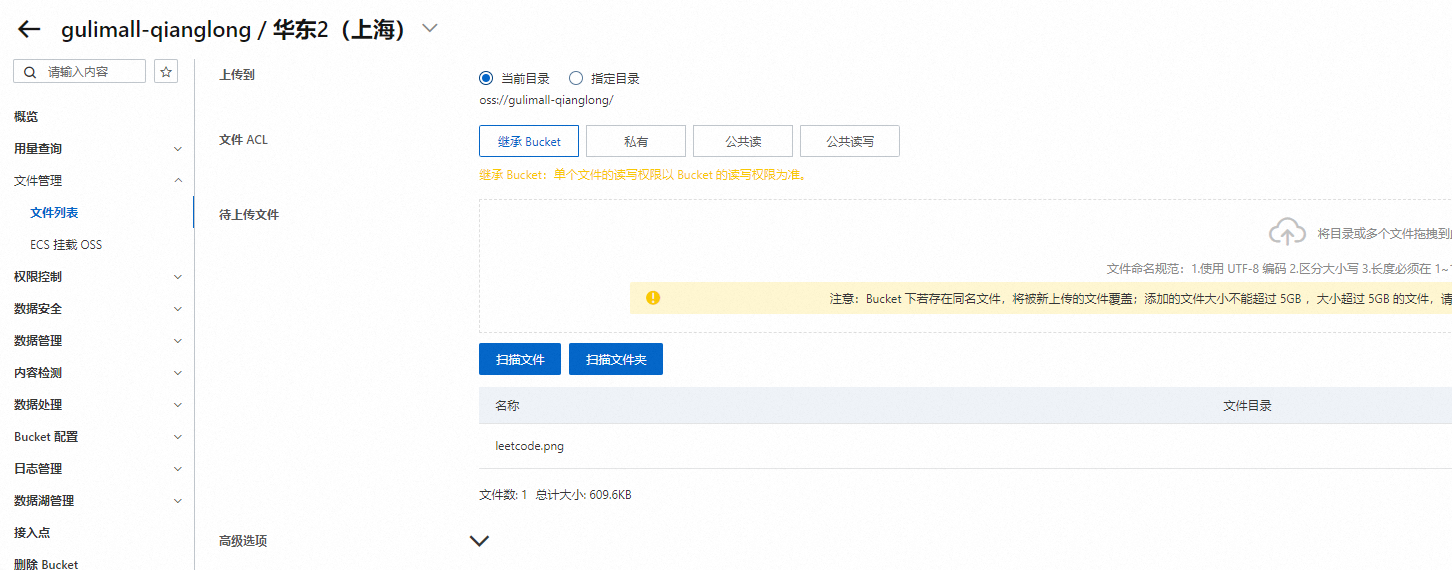 gulimall-qianglong / 华东2（上海）
请输入内容
概览
用量查询
文件管理
文件列表
ECS 挂载 OSS
权限控制
数据安全
数据管理
内容检测
数据处理
Bucket 配置
日志管理
数据湖管理
接入点
删除 Bucket
上传到
当前目录 指定目录
oss://gulimall-qianglong/
文件 ACL
继承 Bucket 私有 公共读 公共读写
继承 Bucket：单个文件的读写权限以 Bucket 的读写权限为准。
待上传文件
将目录或多个文件拖拽到
文件命名规范：1.使用 UTF-8 编码 2.区分大小写 3.长度必须在 1~
注意：Bucket 下若存在同名文件，将被新上传的文件覆盖；添加的文件大小不能超过 5GB ，大小超过 5GB 的文件，请
扫描文件 扫描文件夹
名称 文件目录
leetcode.png
文件数: 1 总计大小: 609.6KB
高级选项